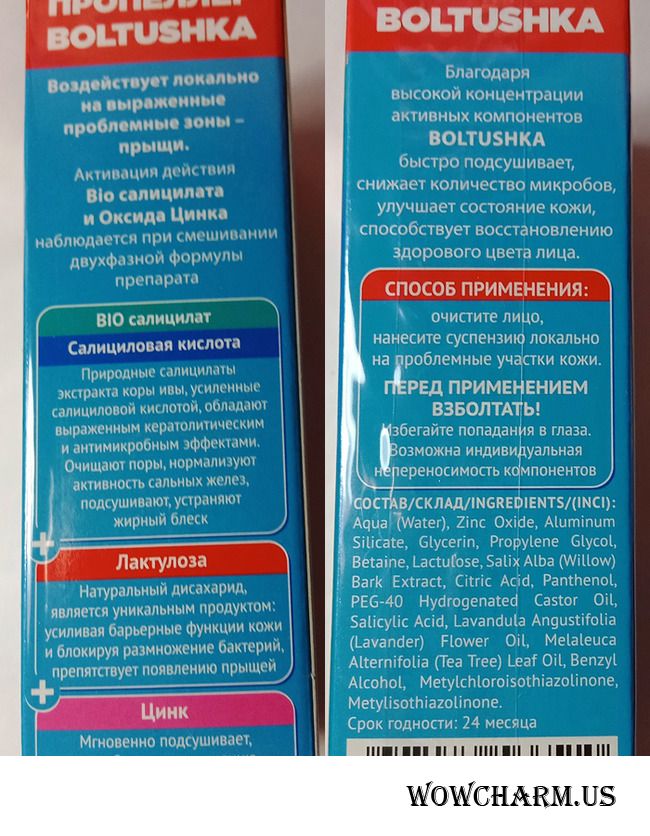 ПРОПЕЛЛЕР
BOLTUSHKA
Воздействует локально
на выраженные
проблемные зоны –
прыщи.
Активация действия
Bio салицилата
и Оксида Цинка
наблюдается при смешивании
двухфазной формулы
препарата
BIO салицилат
Салициловая кислота
Природные салицилаты
экстракта коры ивы, усиленные
салициловой кислотой, обладают
выраженным кератолитическим
и антимикробным эффектами.
Очищают поры, нормализуют
активность сальных желез,
подсушивают, устраняют
жирный блеск
+
Лактулоза
Натуральный дисахарид,
является уникальным продуктом:
усиливая барьерные функции кожи
и блокируя размножение бактерий,
препятствует появлению прыщей
+
Цинк
Мгновенно подсушивает,
BOLTUSHKA
Благодаря
высокой концентрации
активных компонентов
BOLTUSHKA
быстро подсушивает,
снижает количество микробов,
улучшает состояние кожи,
способствует восстановлению
здорового цвета лица.
СПОСОБ ПРИМЕНЕНИЯ:
очистите лицо,
нанесите суспензию локально
на проблемные участки кожи.
ПЕРЕД ПРИМЕНЕНИЕМ
ВЗБОЛТАТЬ!
Избегайте попадания в глаза.
Возможна индивидуальная
непереносимость компонентов
СОСТАВ/СКЛАД/INGREDIENTS/(INCI):
Aqua (Water), Zinc Oxide, Aluminum
Silicate, Glycerin, Propylene Glycol,
Betaine, Lactulose, Salix Alba (Willow)
Bark Extract, Citric Acid, Panthenol,
PEG-40 Hydrogenated Castor Oil,
Salicylic Acid, Lavandula Angustifolia
(Lavander) Flower Oil, Melaleuca
Alternifolia (Tea Tree) Leaf Oil, Benzyl
Alcohol, Metylchloroisothiazolinone,
Metylisothiazolinone.
Срок годности: 24 месяца
WOWCHARM.US